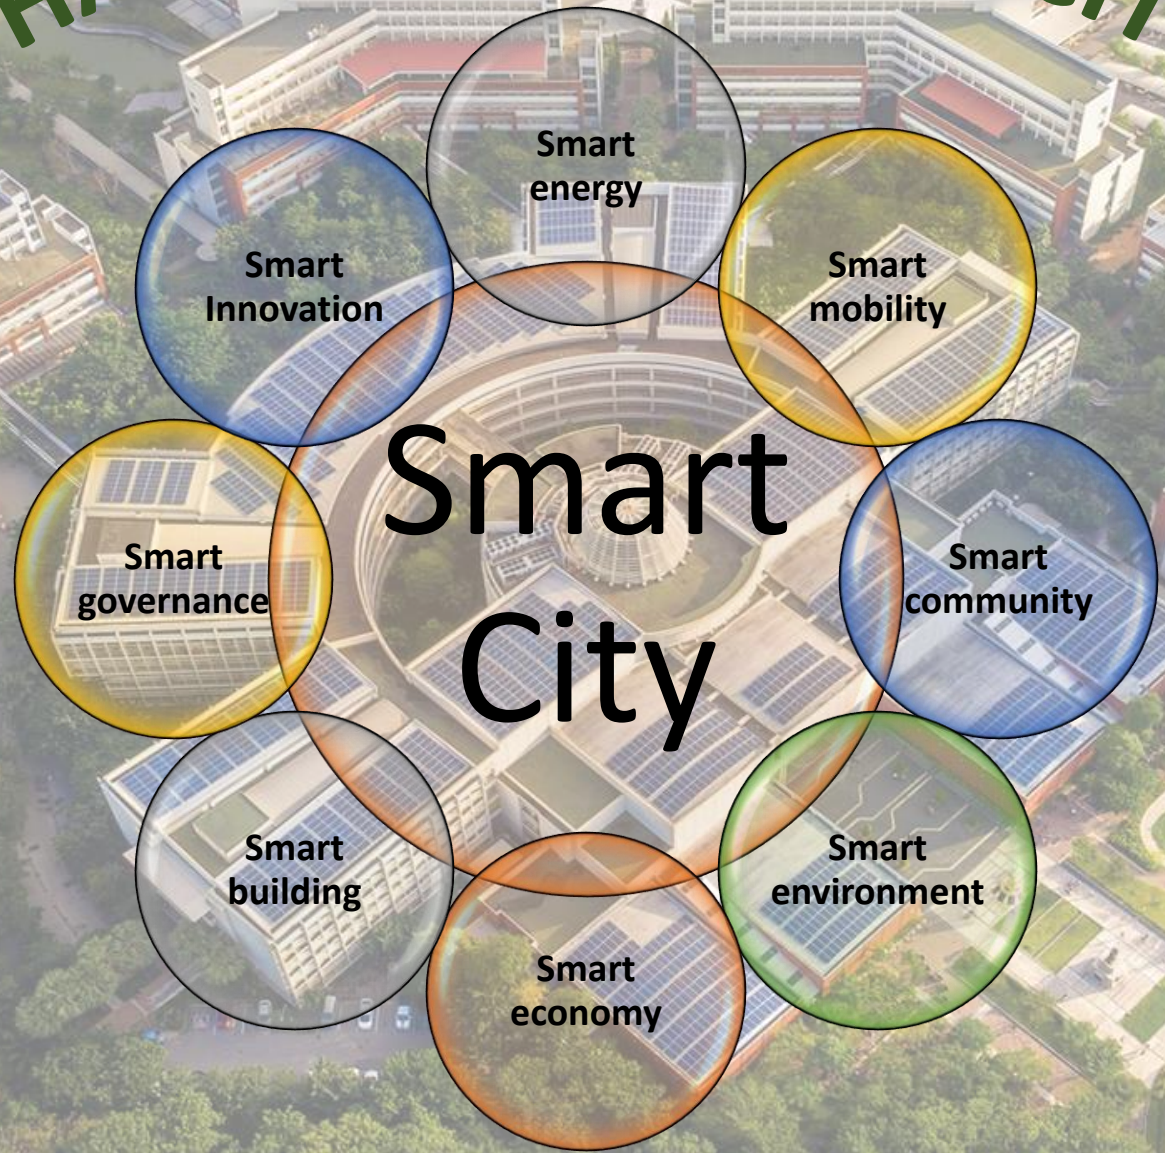 Smart
energy
Smart
mobility
Smart
community
Smart
environment
Smart
economy
Smart
building
Smart
governance
Smart
Innovation
Smart
City